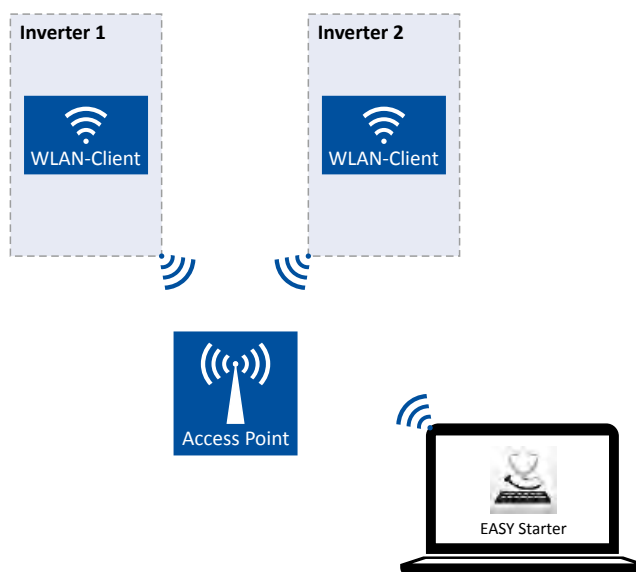 Inverter 1
Inverter 2
WLAN-Client
WLAN-Client
Access Point
EASY Starter